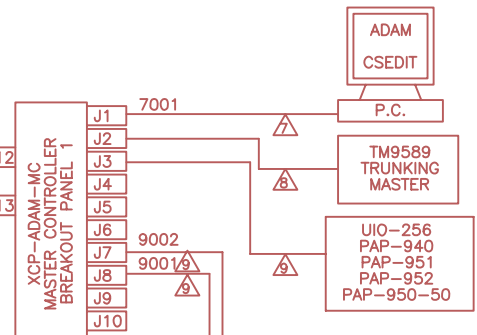 ADAM
CSEDIT
P.C.
7001
7
J1
J2
J3
J4
J5
J6
J7
J8
J9
J10
XCP-ADAM-MC
MASTER CONTROLLER
BREAKOUT PANEL 1
TM9589
TRUNKING
MASTER
8
UIO-256
PAP-940
PAP-951
PAP-952
PAP-950-50
9
9002
9
9001
9